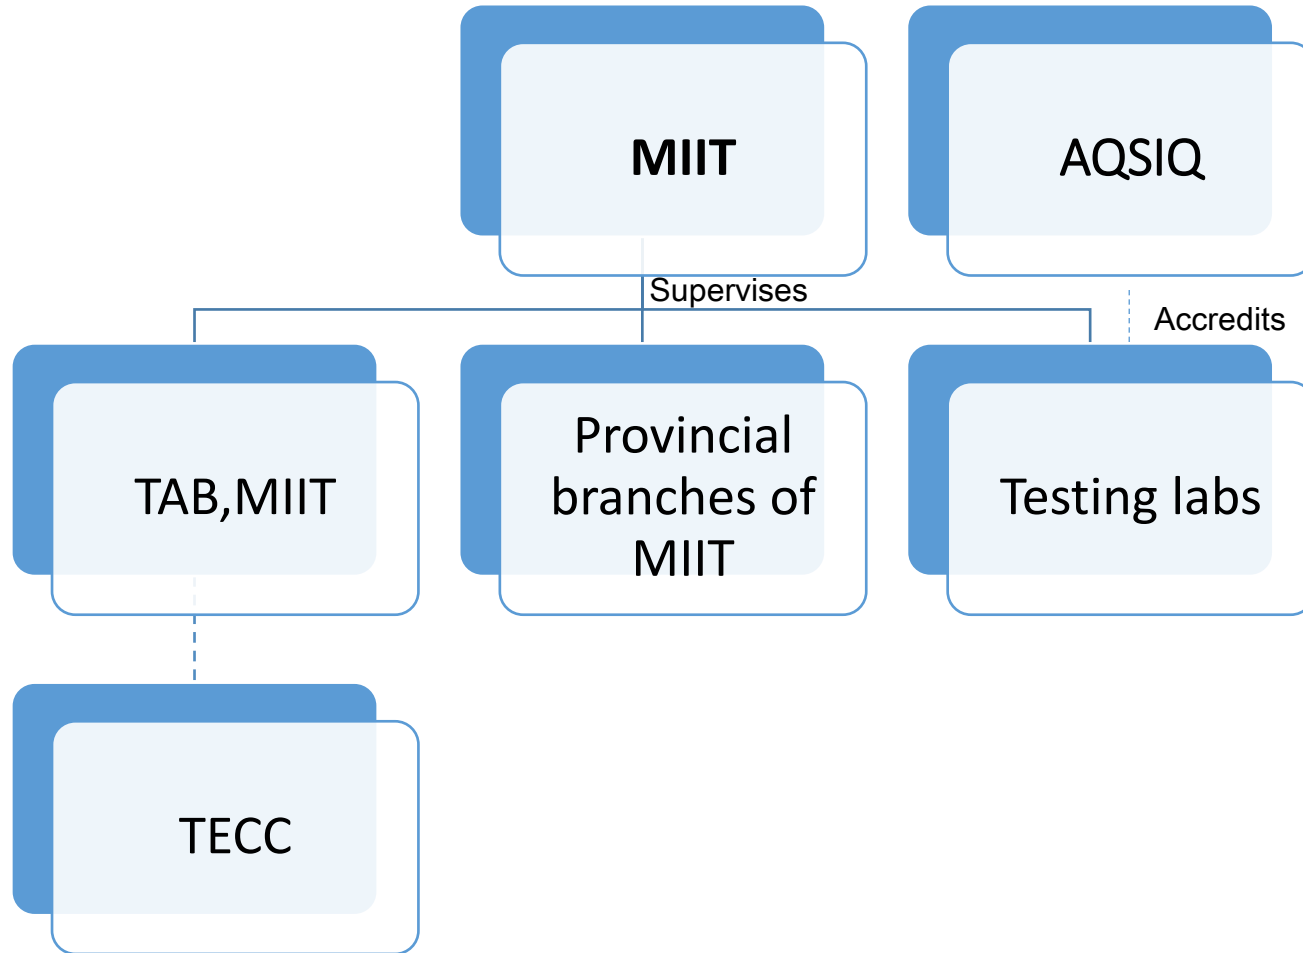 MIIT
AQSIQ
Supervises
Accredits
TAB,MIIT
Provincial
branches of
MIIT
Testing labs
TECC